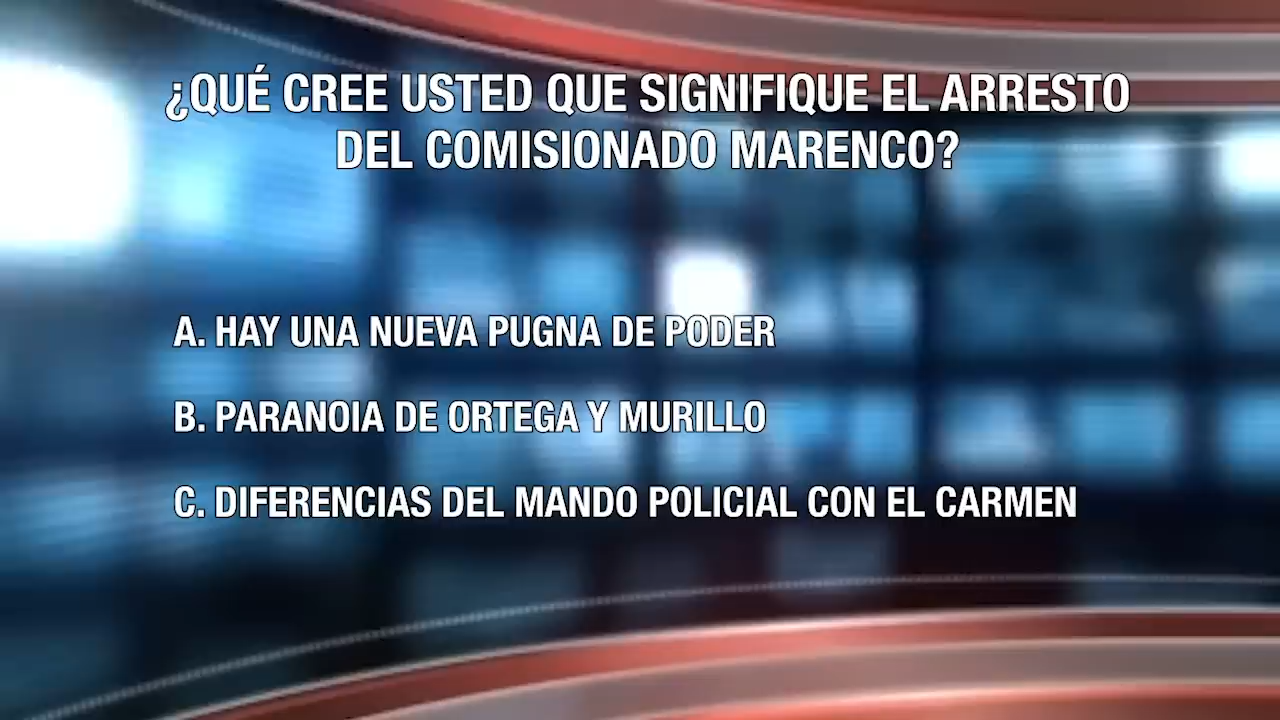 ¿QUÉ CREE USTED QUE SIGNIFIQUE EL ARRESTO
DEL COMISIONADO MARENCO?
A. HAY UNA NUEVA PUGNA DE PODER
B. PARANOIA DE ORTEGA Y MURILLO
C. DIFERENCIAS DEL MANDO POLICIAL CON EL CARMEN